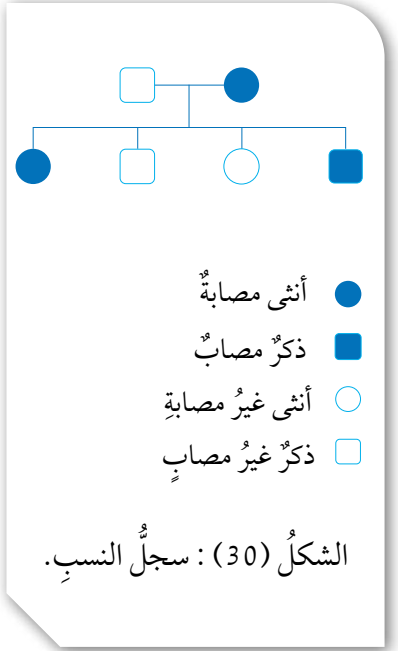 أنثى مصابةٌ
ذكرٌ مصابٌ
أنثى غيرُ مصابةِ
ذكرٌ غيرُ مصابٍ
الشكلُ (30) : سجلُّ النسبِ.